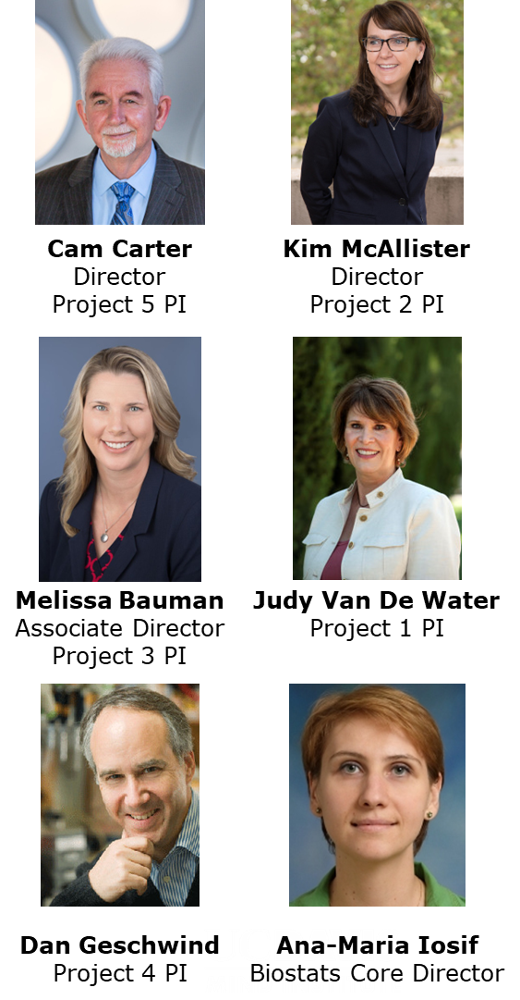 Cam Carter
Director
Project 5 PI
Kim McAllister
Director
Project 2 PI
Melissa Bauman
Associate Director
Project 3 PI
Judy Van De Water
Project 1 PI
Dan Geschwind
Project 4 PI
Ana-Maria Iosif
Biostats Core Director